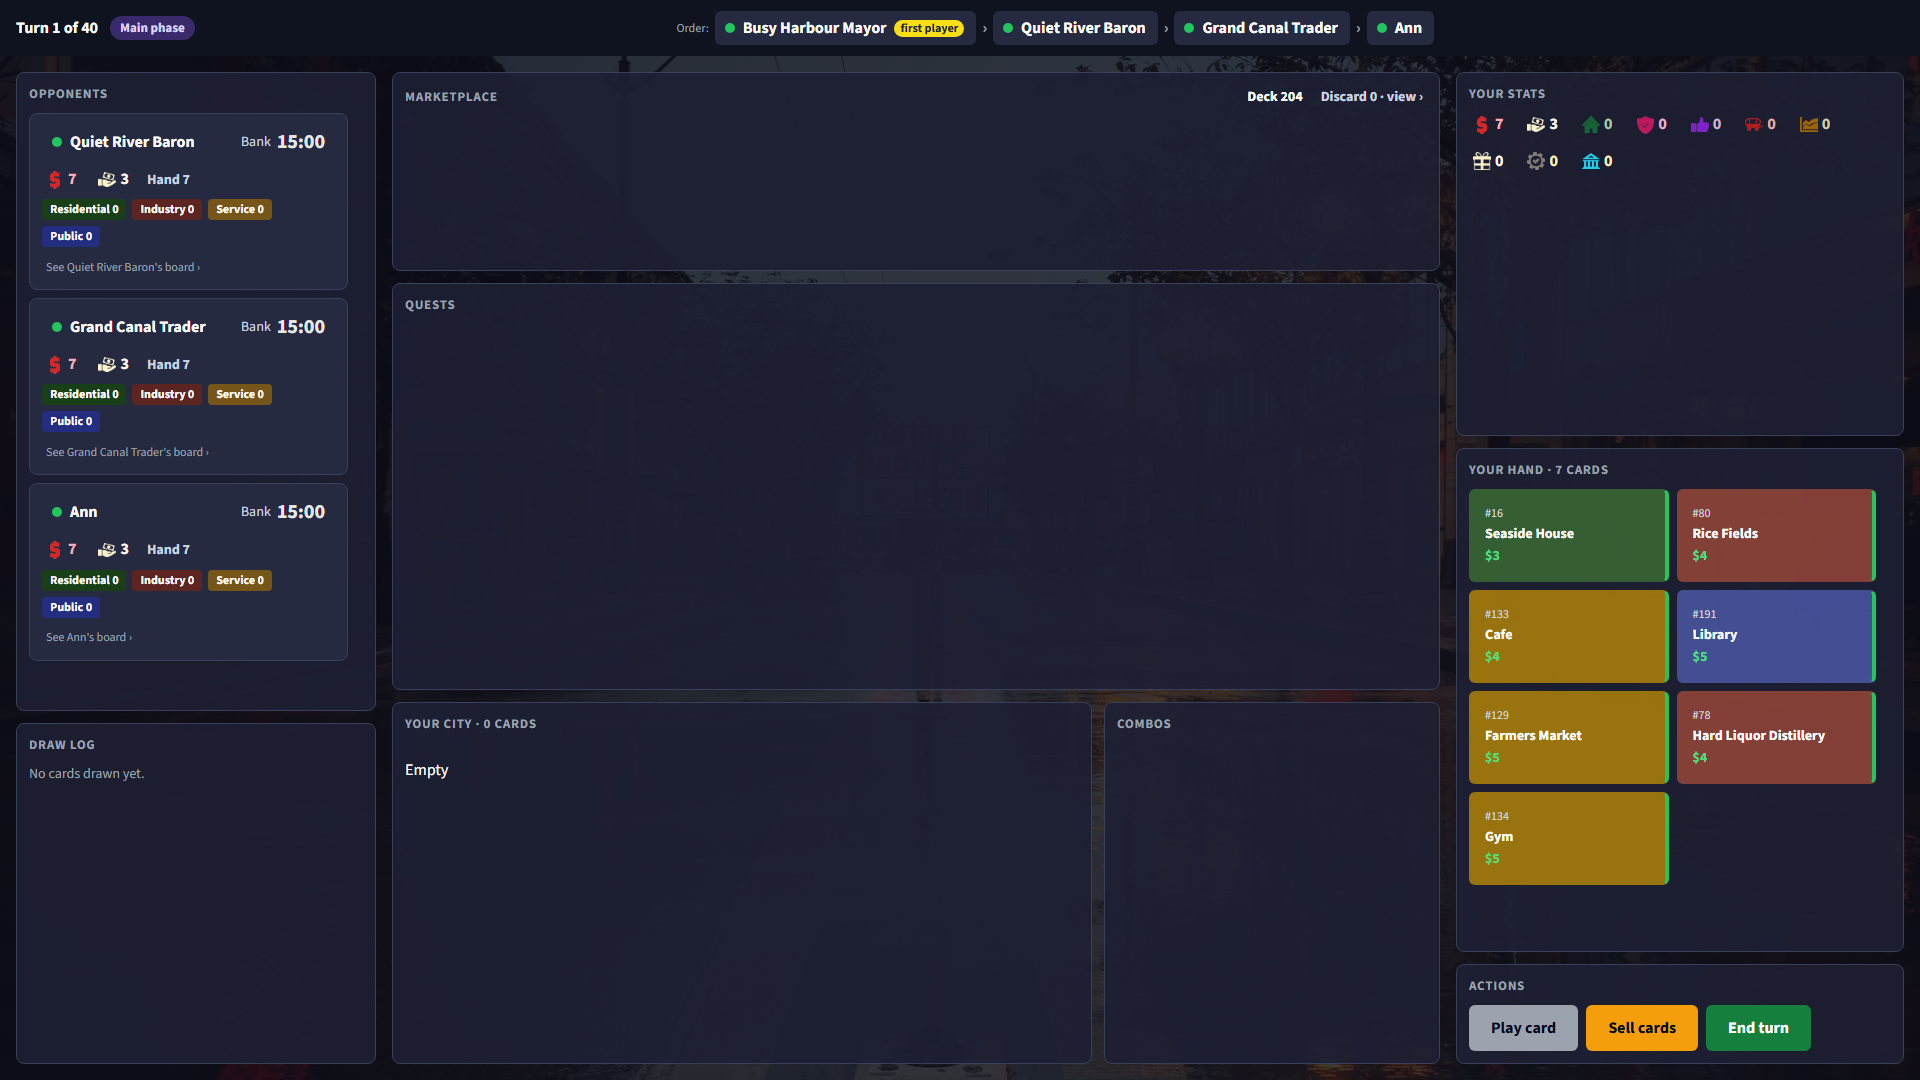 Turn 1 of 40 Main phase
Order: Busy Harbour Mayor first player › Quiet River Baron › Grand Canal Trader › Ann
OPPONENTS
Quiet River Baron Bank 15:00
7 3 Hand 7
Residential 0 Industry 0 Service 0
Public 0
See Quiet River Baron's board ›
Grand Canal Trader Bank 15:00
7 3 Hand 7
Residential 0 Industry 0 Service 0
Public 0
See Grand Canal Trader's board ›
Ann Bank 15:00
7 3 Hand 7
Residential 0 Industry 0 Service 0
Public 0
See Ann's board ›
DRAW LOG
No cards drawn yet.
MARKETPLACE Deck 204 Discard 0 · view ›
QUESTS
YOUR CITY · 0 CARDS
Empty
COMBOS
YOUR STATS
7 3 0 0 0 0 0
0 0 0
YOUR HAND · 7 CARDS
#16
Seaside House
$3
#80
Rice Fields
$4
#133
Cafe
$4
#191
Library
$5
#129
Farmers Market
$5
#78
Hard Liquor Distillery
$4
#134
Gym
$5
ACTIONS
Play card Sell cards End turn